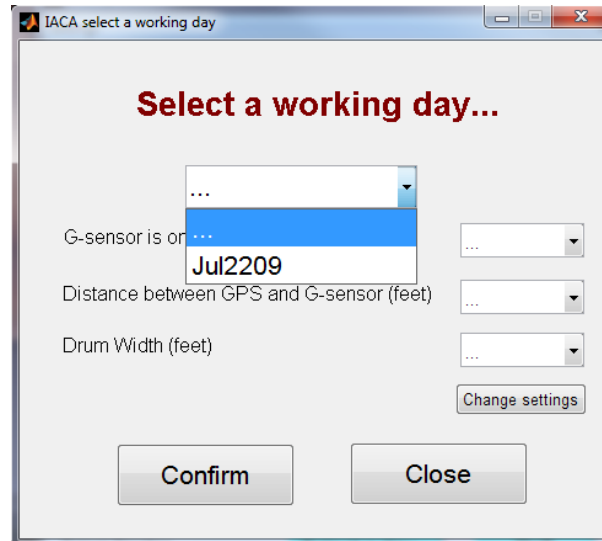 IACA select a working day
Select a working day...
...
...
G-sensor is on
...
Jul2209
Distance between GPS and G-sensor (feet)
...
Drum Width (feet)
...
Change settings
Confirm
Close